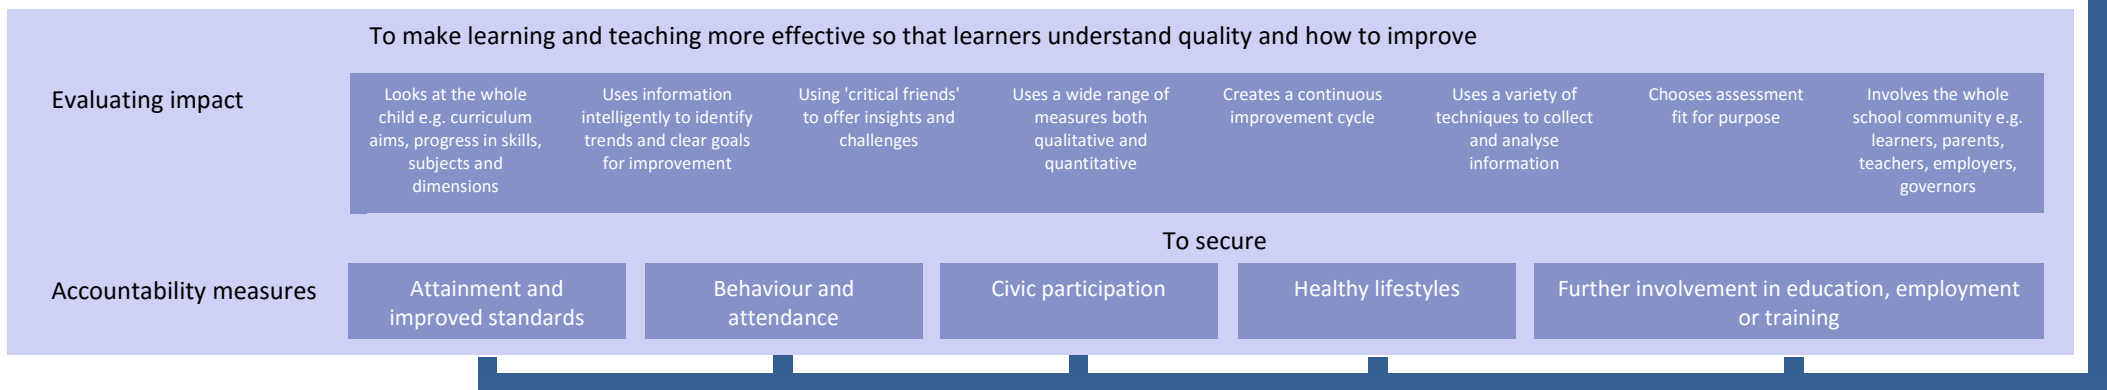 To make learning and teaching more effective so that learners understand quality and how to improve
Evaluating impact
Looks at the whole
child e.g. curriculum
aims, progress in skills,
subjects and
dimensions
Uses information
intelligently to identify
trends and clear goals
for improvement
Using 'critical friends'
to offer insights and
challenges
Uses a wide range of
measures both
qualitative and
quantitative
Creates a continuous
improvement cycle
Uses a variety of
techniques to collect
and analyse
information
Chooses assessment
fit for purpose
Involves the whole
school community e.g.
learners, parents,
teachers, employers,
governors
To secure
Accountability measures
Attainment and
improved standards
Behaviour and
attendance
Civic participation
Healthy lifestyles
Further involvement in education, employment
or training